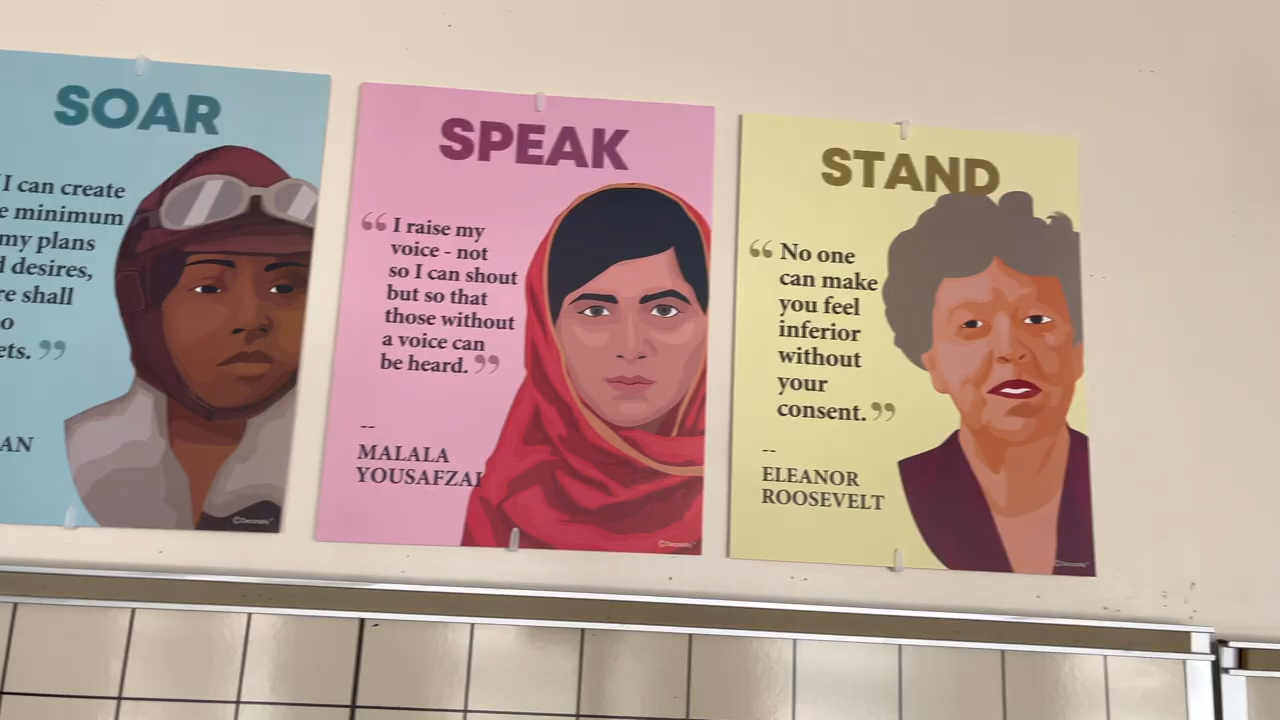 SOAR
I can create
minimum
my plans
desires,
shall
ets. ”
AN
©Decorably™
SPEAK
“ I raise my
voice - not
so I can shout
but so that
those without
a voice can
be heard. ”
--
MALALA
YOUSAFZAI
STAND
“ No one
can make
you feel
inferior
without
your
consent. ”
--
ELEANOR
ROOSEVELT